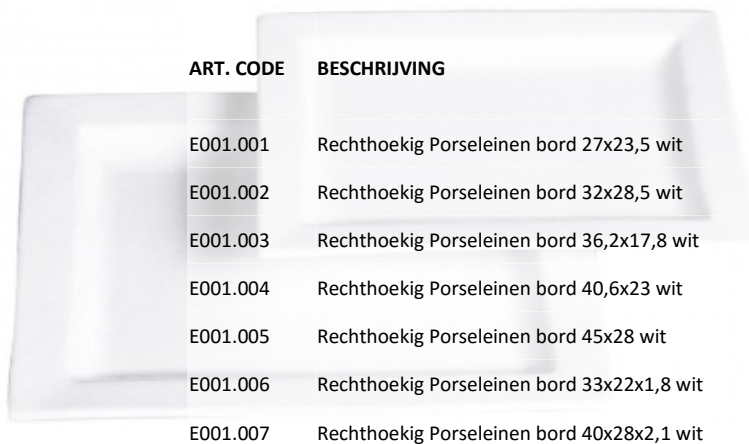 ART. CODE BESCHRIJVING
E001.001 Rechthoekig Porseleinen bord 27x23,5 wit
E001.002 Rechthoekig Porseleinen bord 32x28,5 wit
E001.003 Rechthoekig Porseleinen bord 36,2x17,8 wit
E001.004 Rechthoekig Porseleinen bord 40,6x23 wit
E001.005 Rechthoekig Porseleinen bord 45x28 wit
E001.006 Rechthoekig Porseleinen bord 33x22x1,8 wit
E001.007 Rechthoekig Porseleinen bord 40x28x2,1 wit